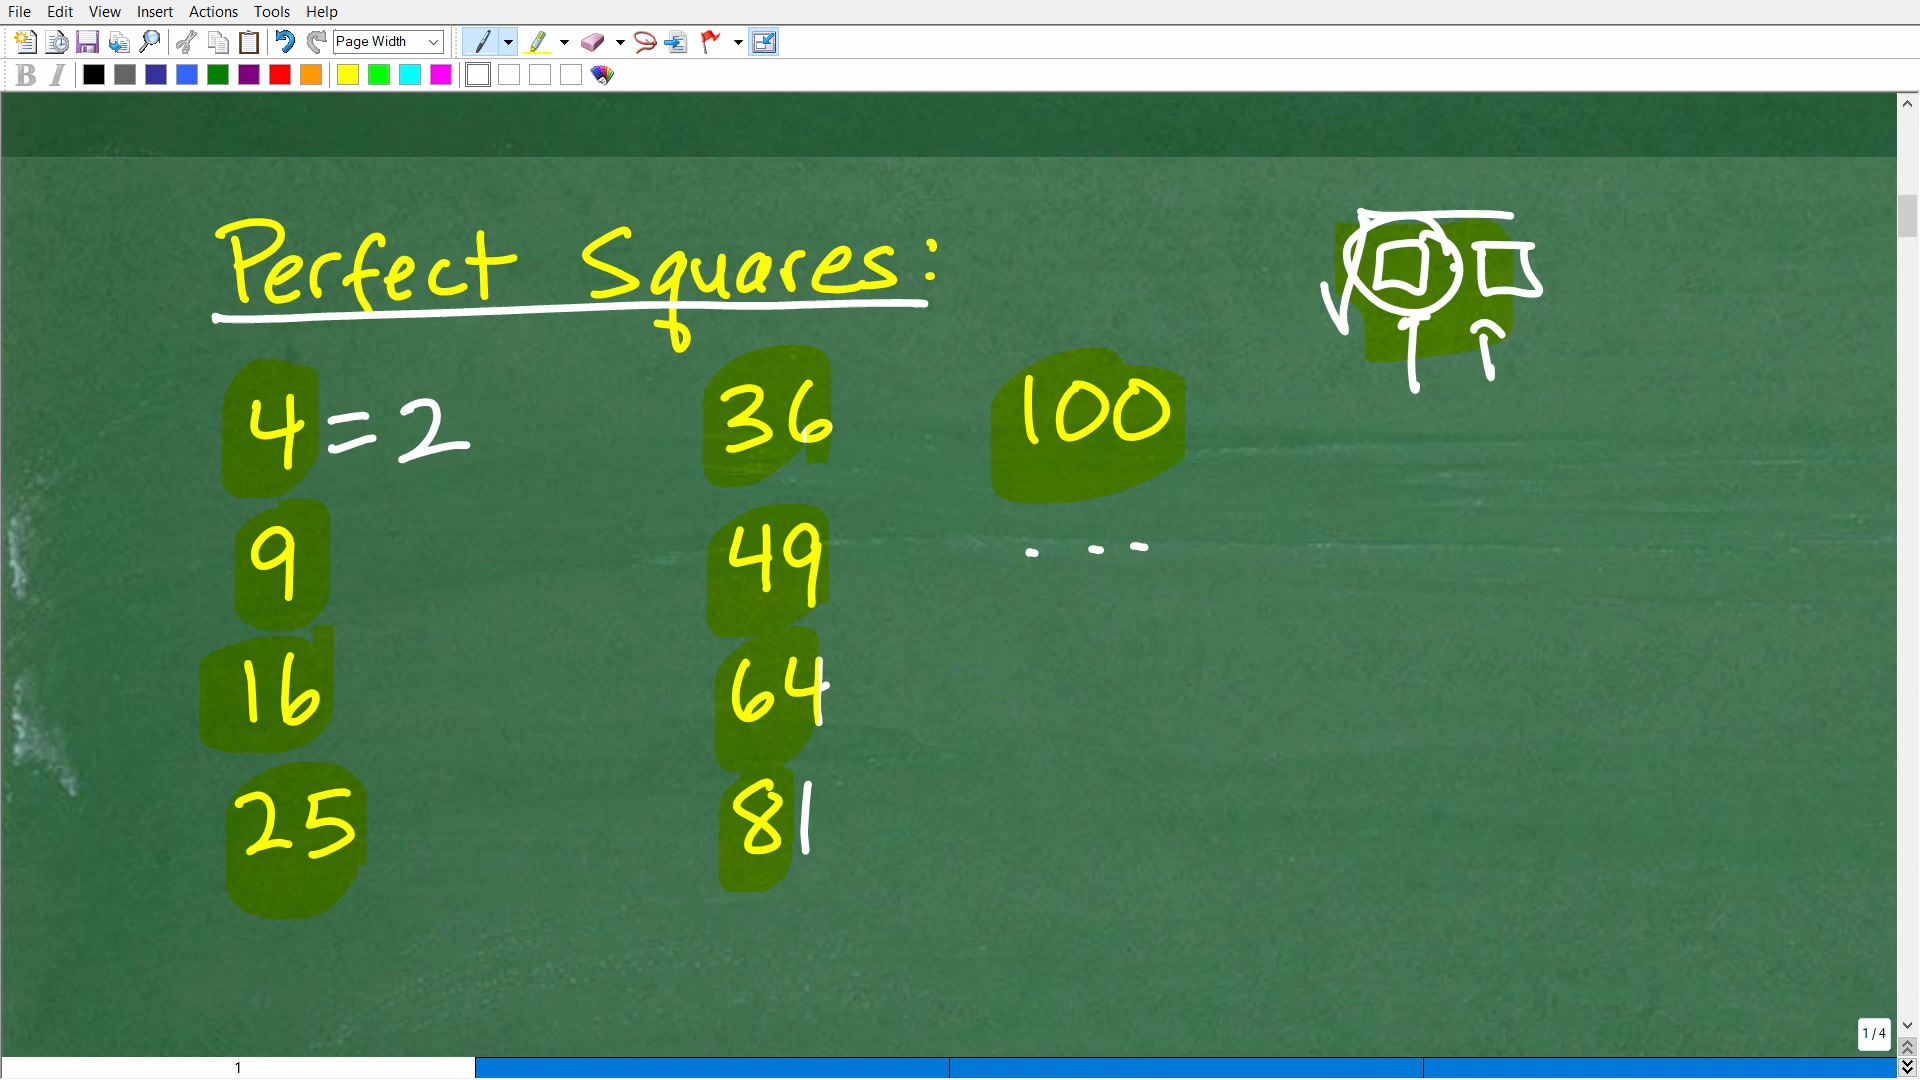 File Edit View Insert Actions Tools Help
Page Width
B I
Perfect Squares:
4 = 2
9
16
25
36
49
64
81
100
...
√
1 / 4
1